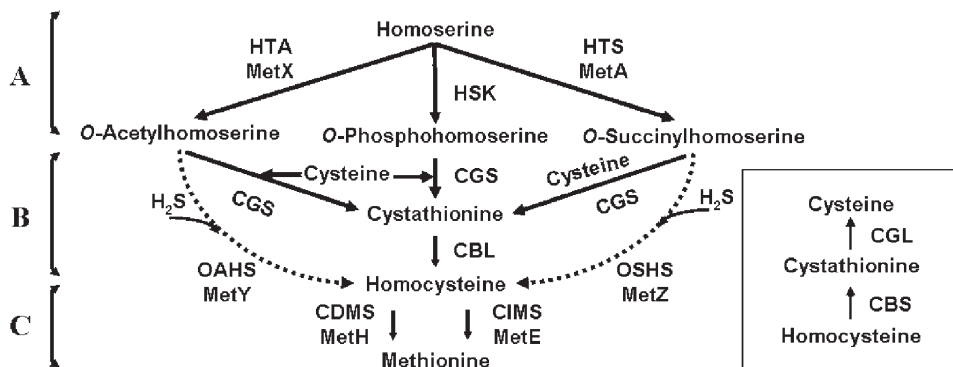 Homoserine
HTA
MetX
HTS
MetA
A
HSK
O-Acetylhomoserine
O-Phosphohomoserine
O-Succinylhomoserine
Cysteine
CGS
Cysteine
CGS
CGS
B
H2S
H2S
Cystathionine
CBL
OAHS
MetY
Homocysteine
OSHS
MetZ
C
CDMS
MetH
CIMS
MetE
Methionine
Cysteine
CGL
Cystathionine
CBS
Homocysteine